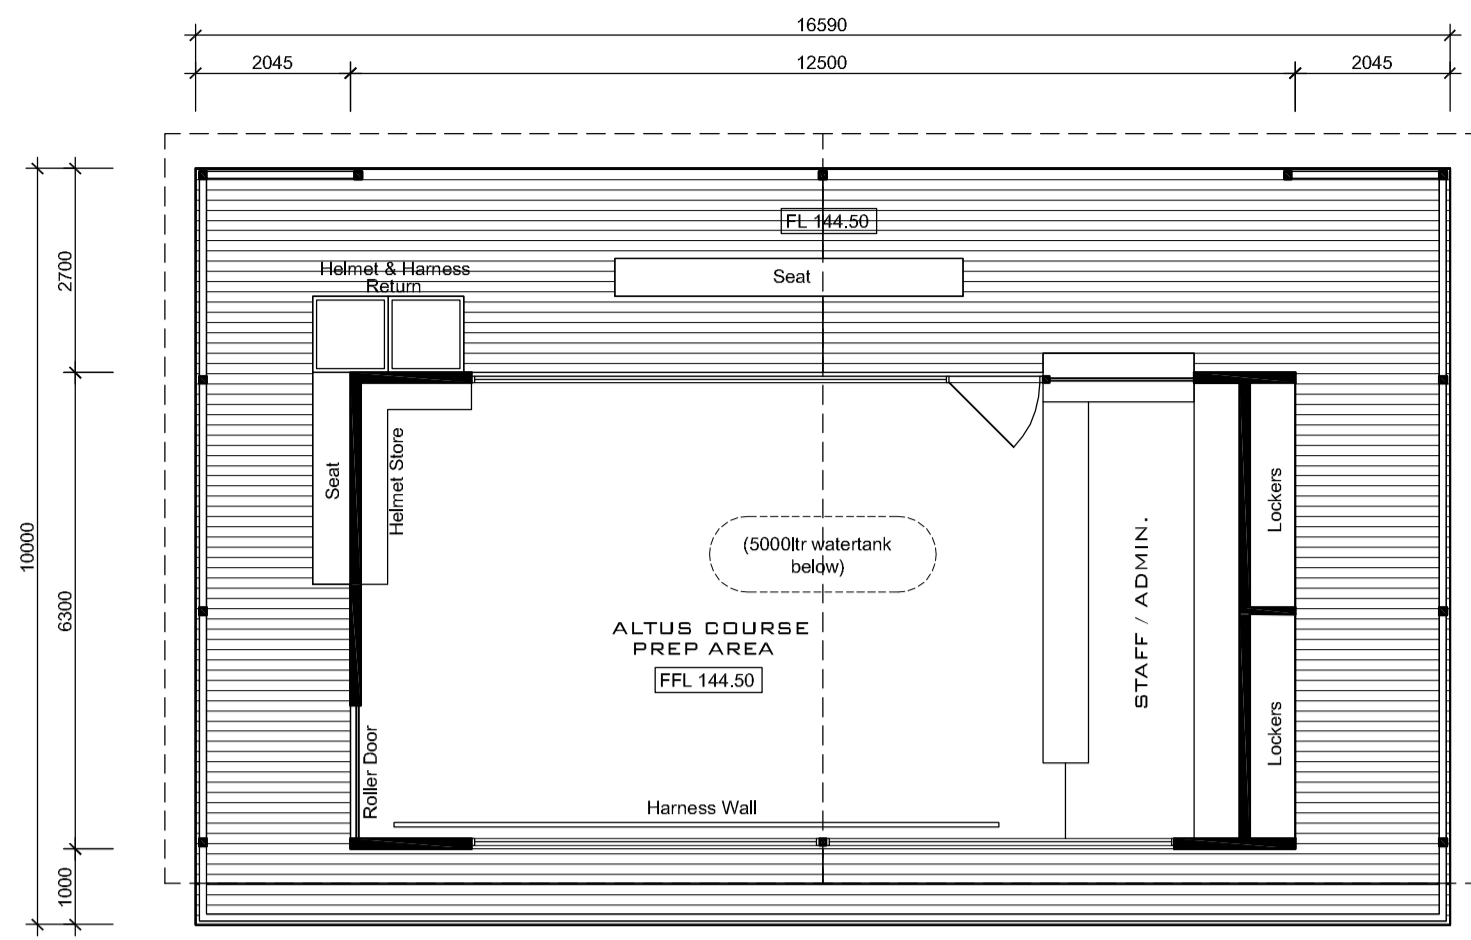 16590
2045
12500
2045
FL 144.50
2700
Helmet & Harness
Return
Seat
Seat
Helmet Store
Lockers
10000
6300
(5000ltr watertank
below)
STAFF / ADMIN.
ALTUS COURSE
PREP AREA
FFL 144.50
Roller Door
Lockers
Harness Wall
1000